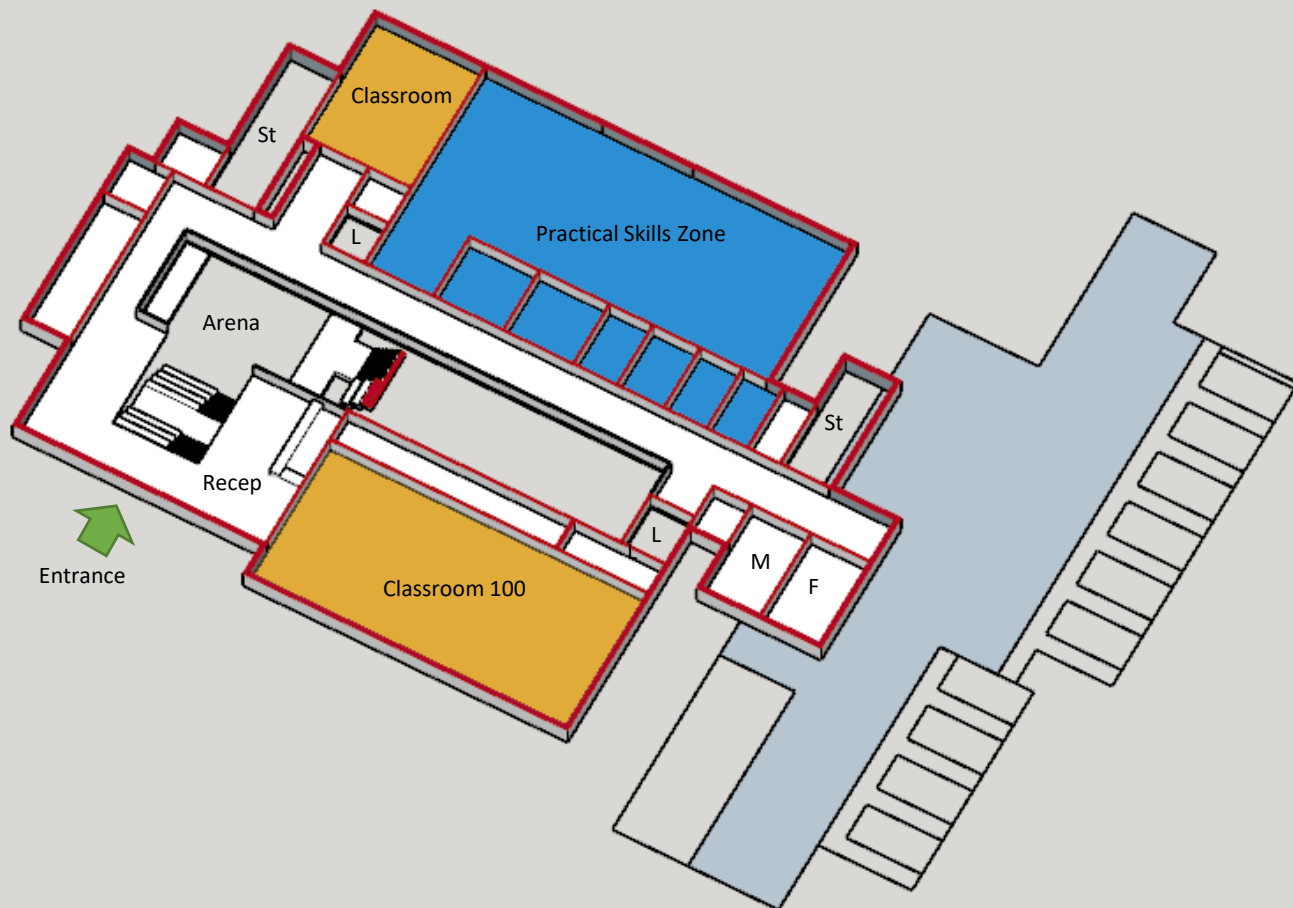 Classroom
St
L
Practical Skills Zone
Arena
St
Recep
Entrance
L
Classroom 100
M
F